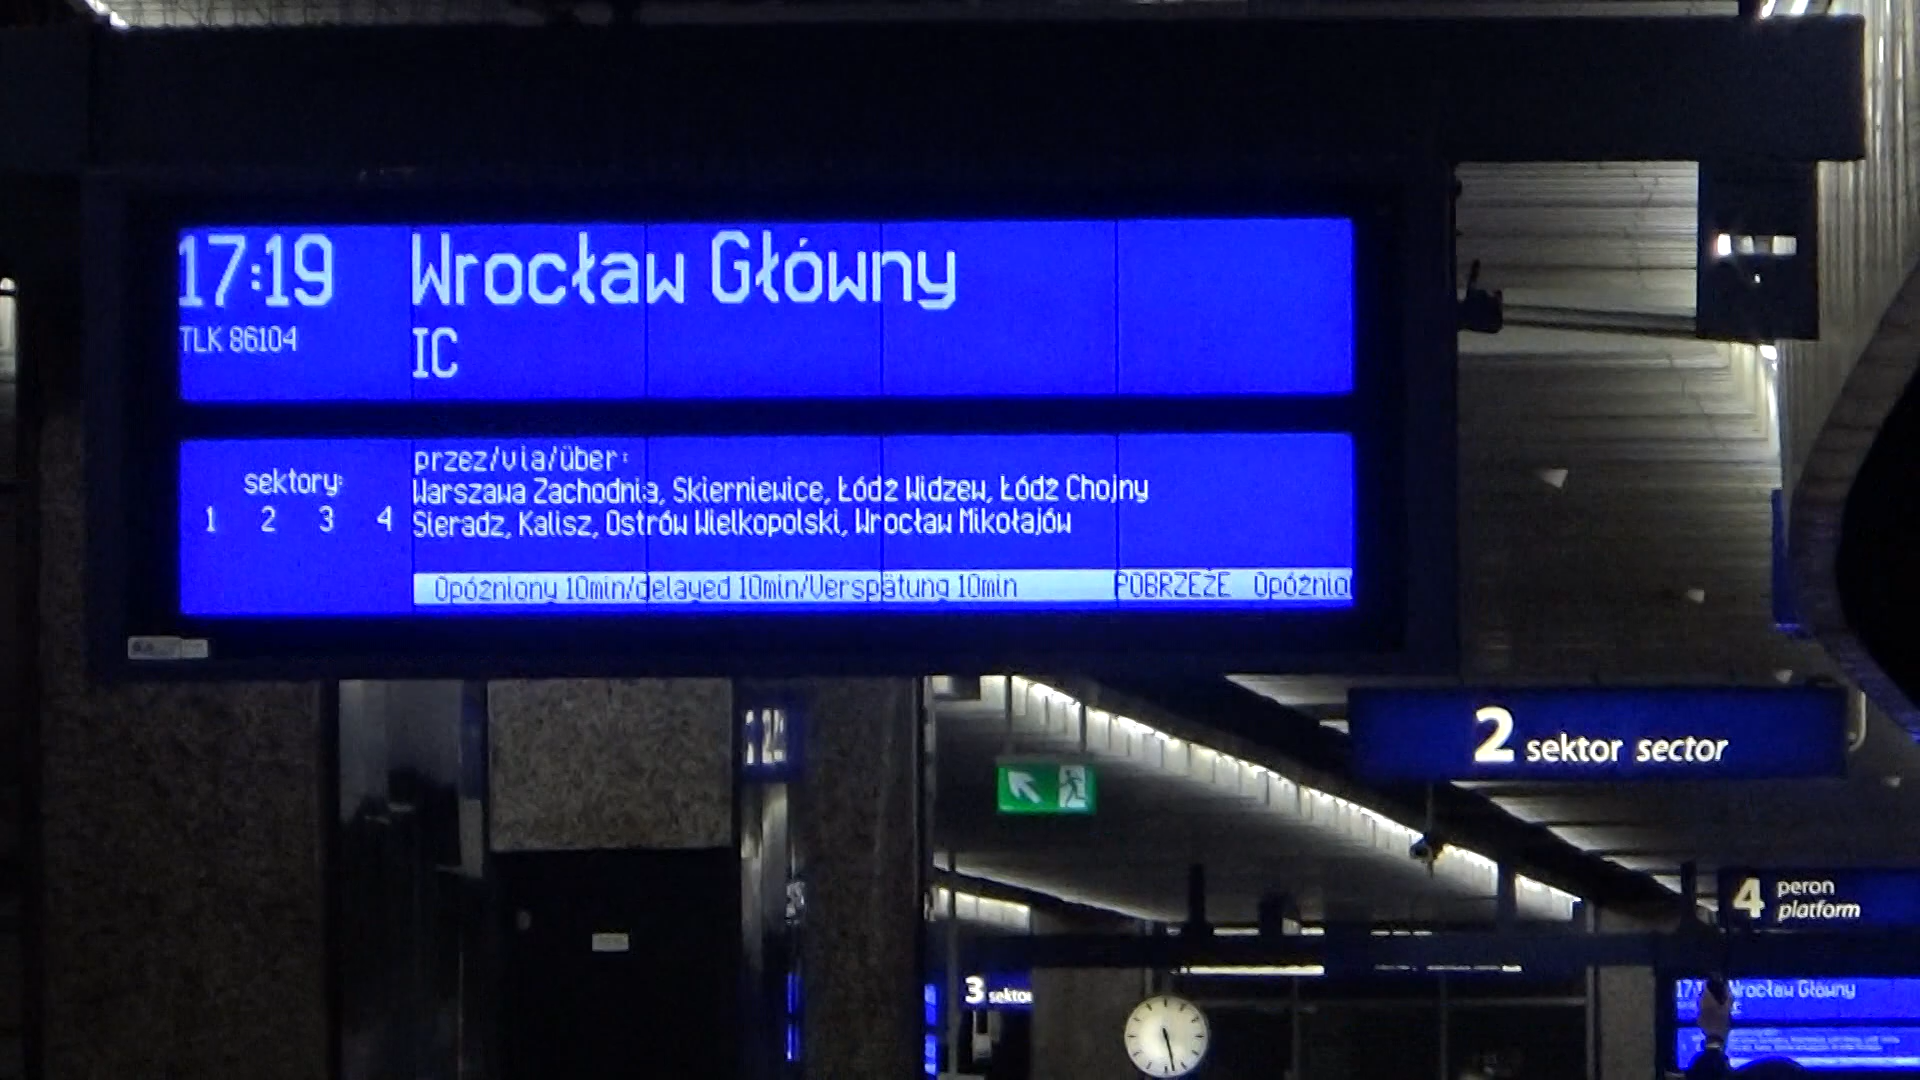 17:19 Wrocław Główny
TLK 86104 IC
sektory:
1 2 3 4
przez/via/über:
Warszawa Zachodnia, Skierniewice, Łódź Widzew, Łódź Chojny
Sieradz, Kalisz, Ostrów Wielkopolski, Wrocław Mikołajów
Opóźniony 10min/delayed 10min/Verspätung 10min POBRZEŻE Opóźnio
2 sektor sector
4 peron
platform
3 sektor
Wrocław Główny